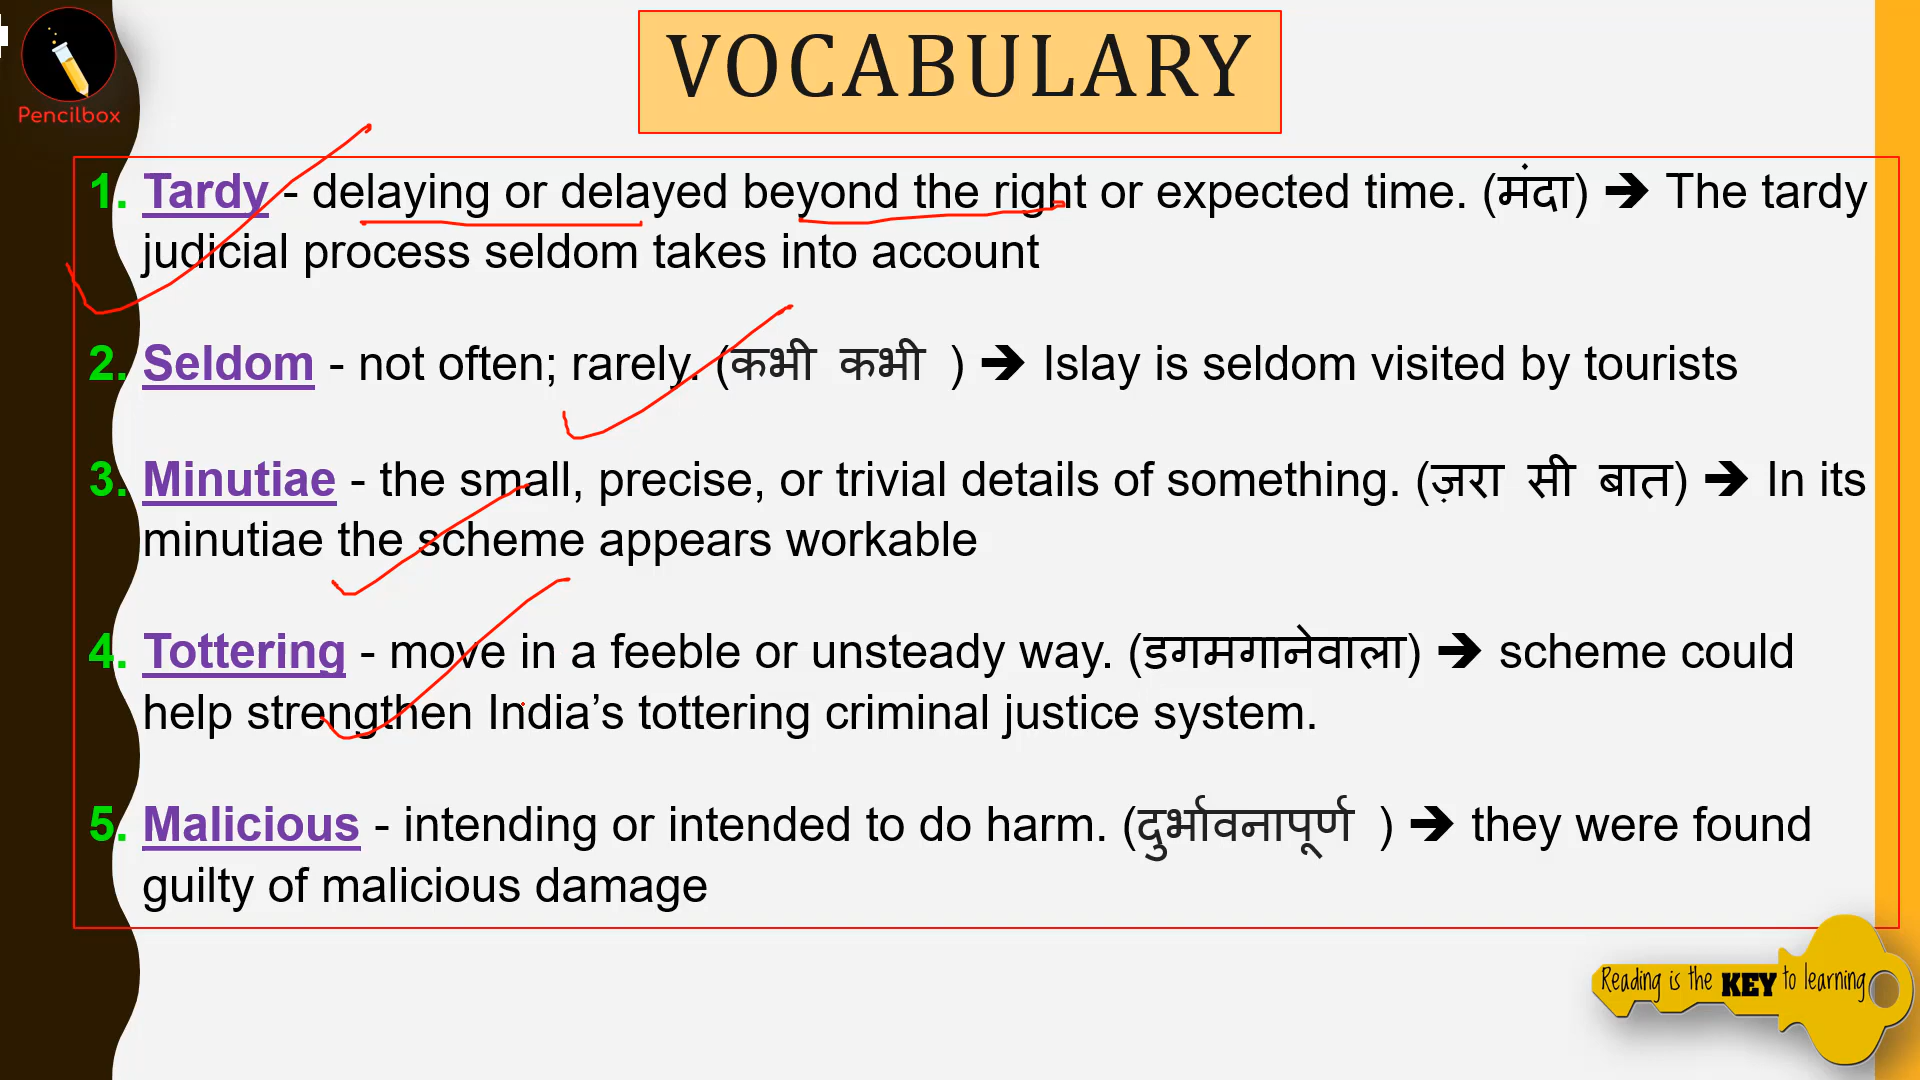 Pencilbox
VOCABULARY
1. Tardy - delaying or delayed beyond the right or expected time. (मंदा) ➔ The tardy
judicial process seldom takes into account
2. Seldom - not often; rarely. (कभी कभी ) ➔ Islay is seldom visited by tourists
3. Minutiae - the small, precise, or trivial details of something. (ज़रा सी बात) ➔ In its
minutiae the scheme appears workable
4. Tottering - move in a feeble or unsteady way. (डगमगानेवाला) ➔ scheme could
help strengthen India’s tottering criminal justice system.
5. Malicious - intending or intended to do harm. (दुर्भावनापूर्ण ) ➔ they were found
guilty of malicious damage
Reading is the KEY to learning